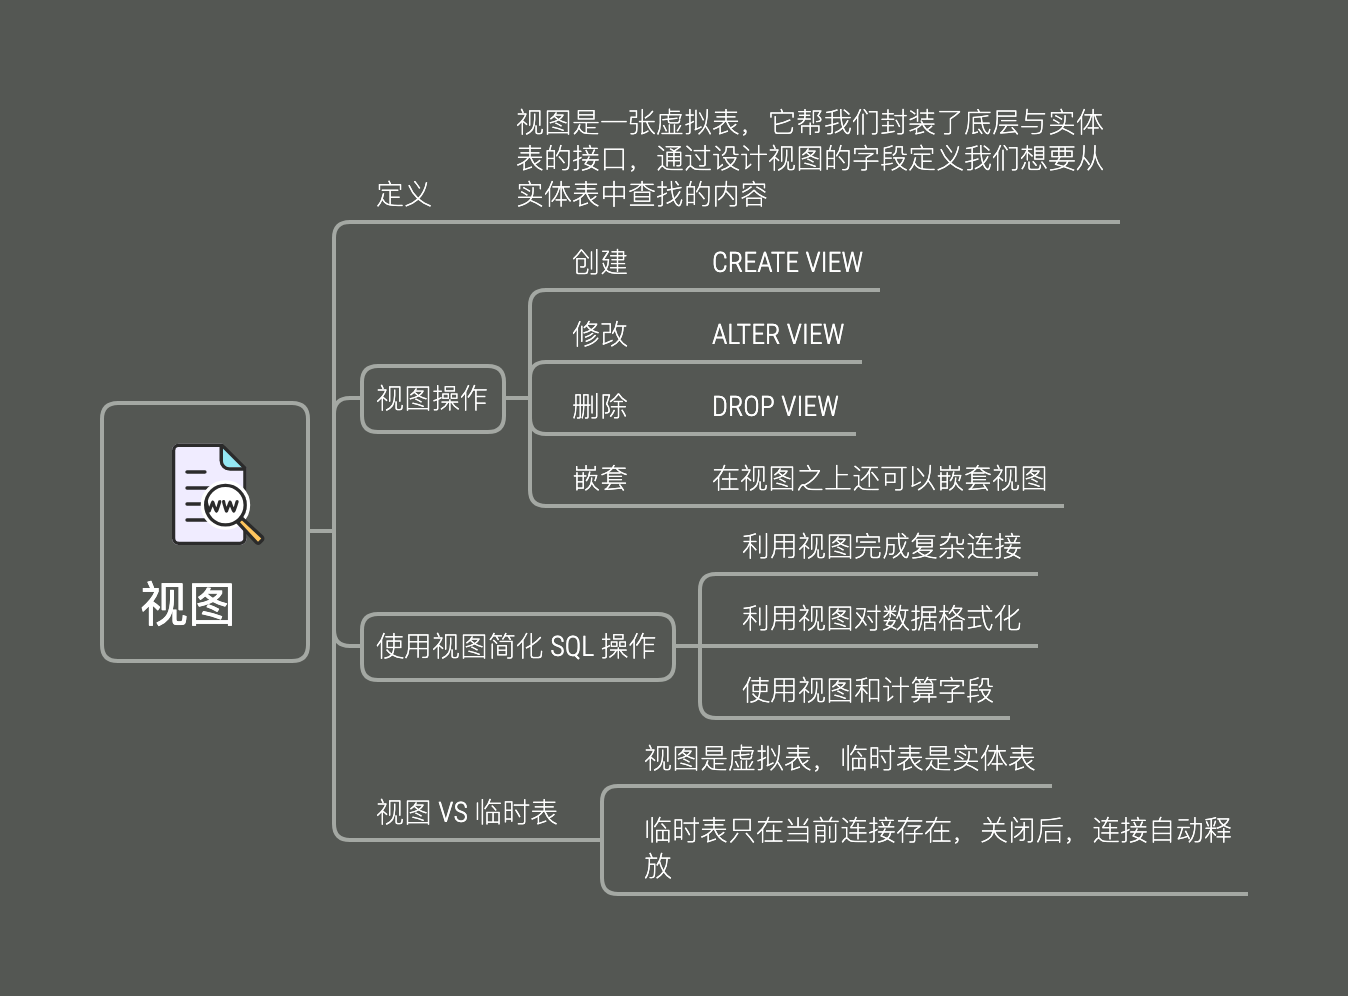 视图是一张虚拟表，它帮我们封装了底层与实体
表的接口，通过设计视图的字段定义我们想要从
定义 实体表中查找的内容
创建 CREATE VIEW
修改 ALTER VIEW
视图操作
删除 DROP VIEW
嵌套 在视图之上还可以嵌套视图
WW
视图
利用视图完成复杂连接
利用视图对数据格式化
使用视图简化 SQL 操作
使用视图和计算字段
视图是虚拟表，临时表是实体表
视图 VS 临时表
临时表只在当前连接存在，关闭后，连接自动释
放